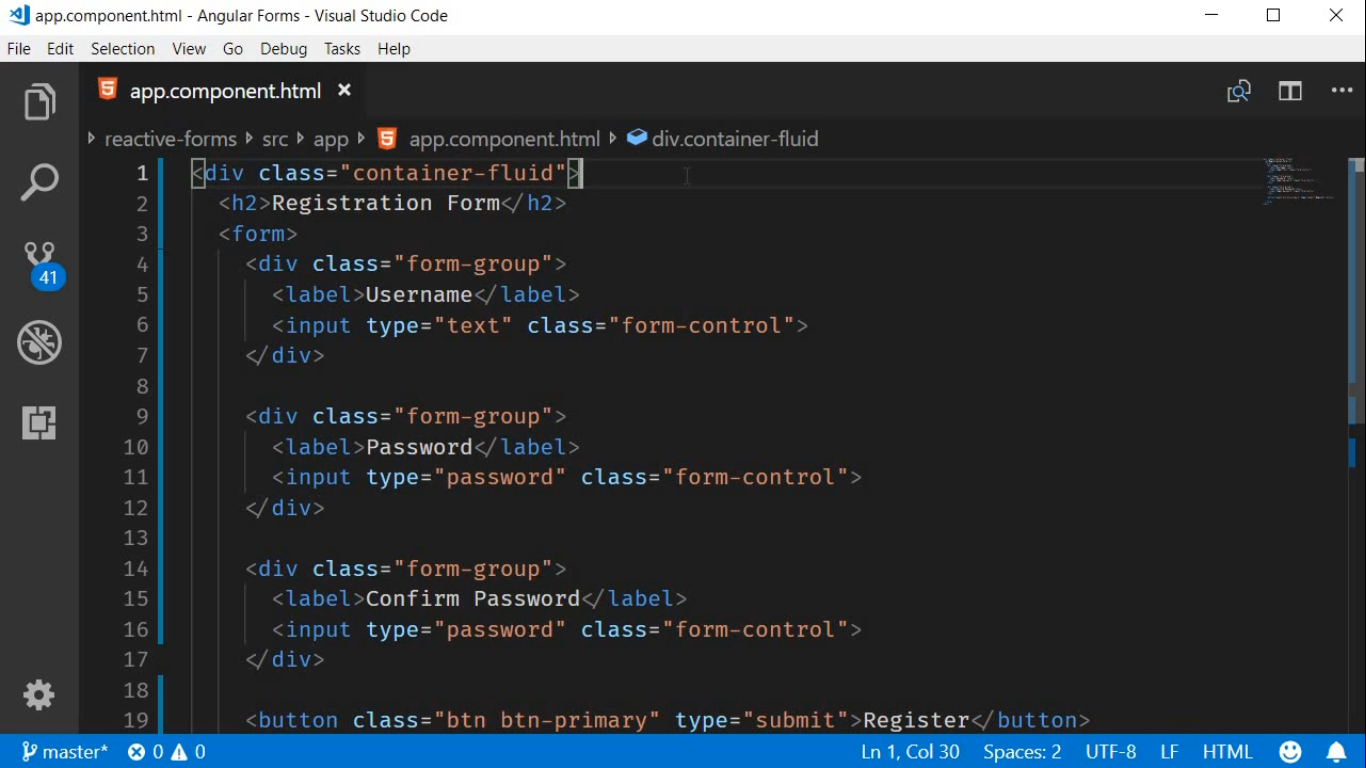 app.component.html - Angular Forms - Visual Studio Code
File Edit Selection View Go Debug Tasks Help
app.component.html
reactive-forms src app app.component.html div.container-fluid
1 <div class="container-fluid">
2 <h2>Registration Form</h2>
3 <form>
4 <div class="form-group">
5 <label>Username</label>
6 <input type="text" class="form-control">
7 </div>
8
9 <div class="form-group">
10 <label>Password</label>
11 <input type="password" class="form-control">
12 </div>
13
14 <div class="form-group">
15 <label>Confirm Password</label>
16 <input type="password" class="form-control">
17 </div>
18
19 <button class="btn btn-primary" type="submit">Register</button>
41
master* 0 0 Ln 1, Col 30 Spaces: 2 UTF-8 LF HTML